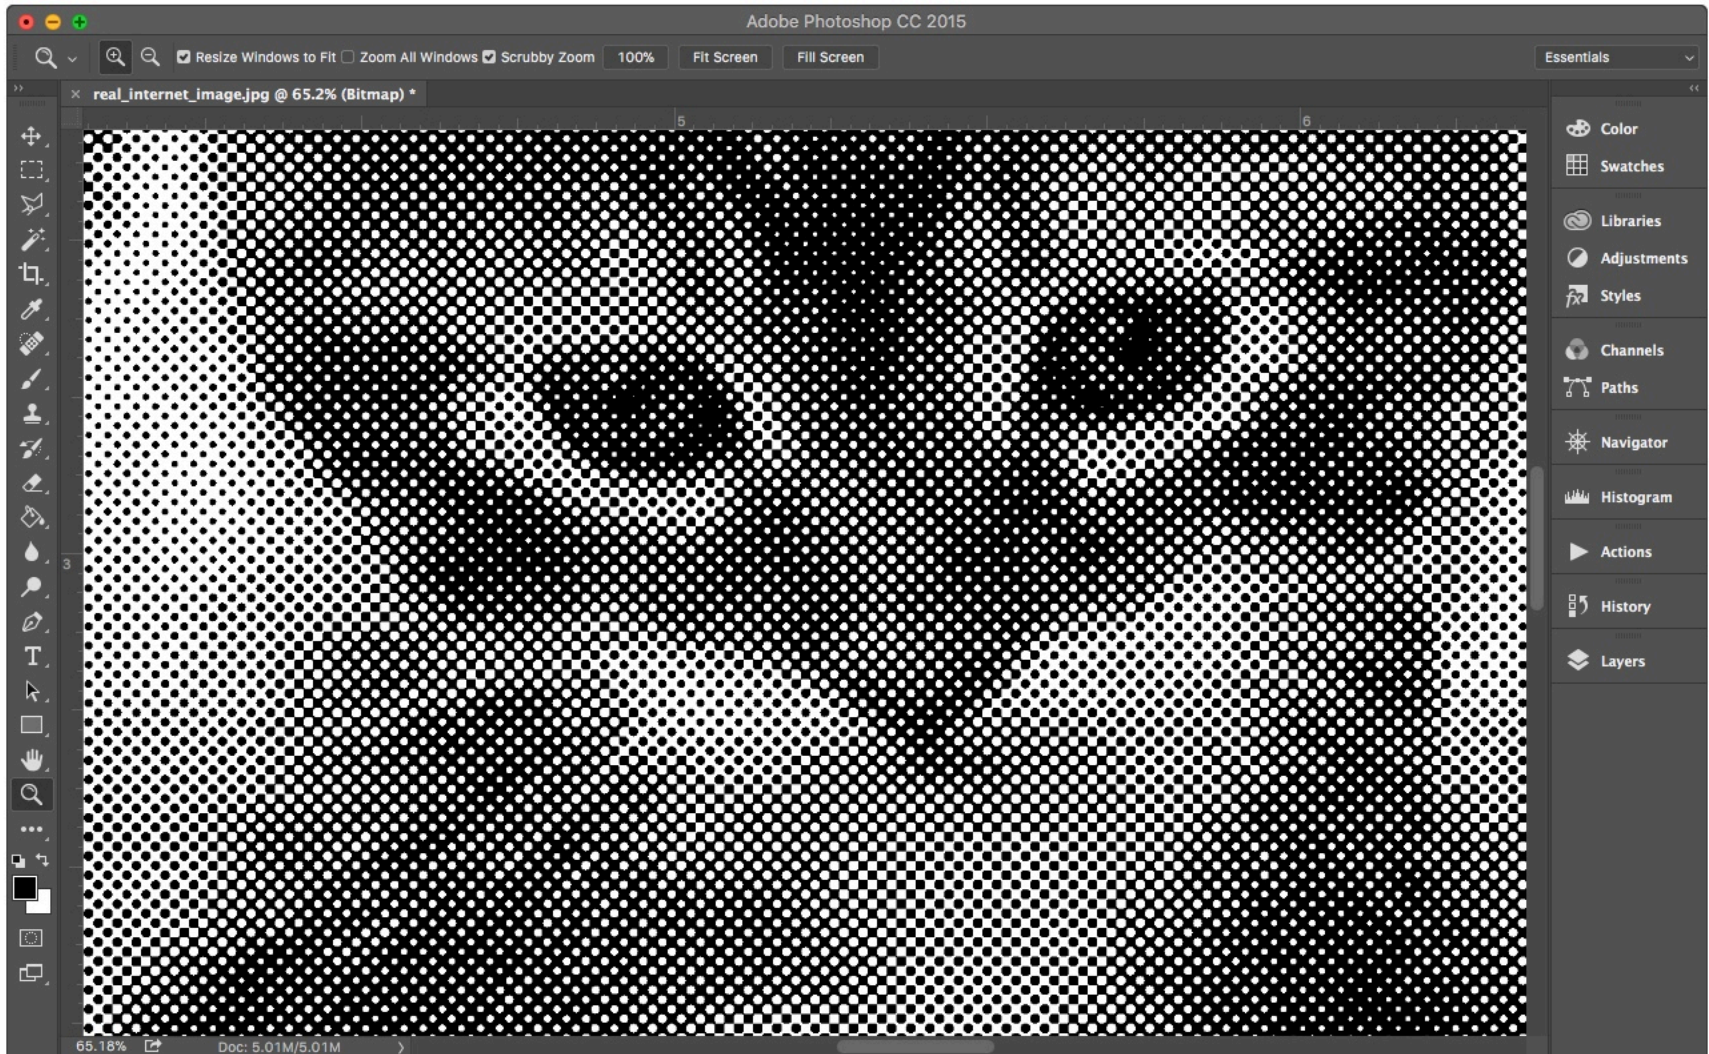 Adobe Photoshop CC 2015
Resize Windows to Fit Zoom All Windows Scrubby Zoom 100% Fit Screen Fill Screen Essentials
real_internet_image.jpg @ 65.2% (Bitmap) *
5 6
3
Color
Swatches
Libraries
Adjustments
Styles
Channels
Paths
Navigator
Histogram
Actions
History
Layers
65.18% Doc: 5.01M/5.01M